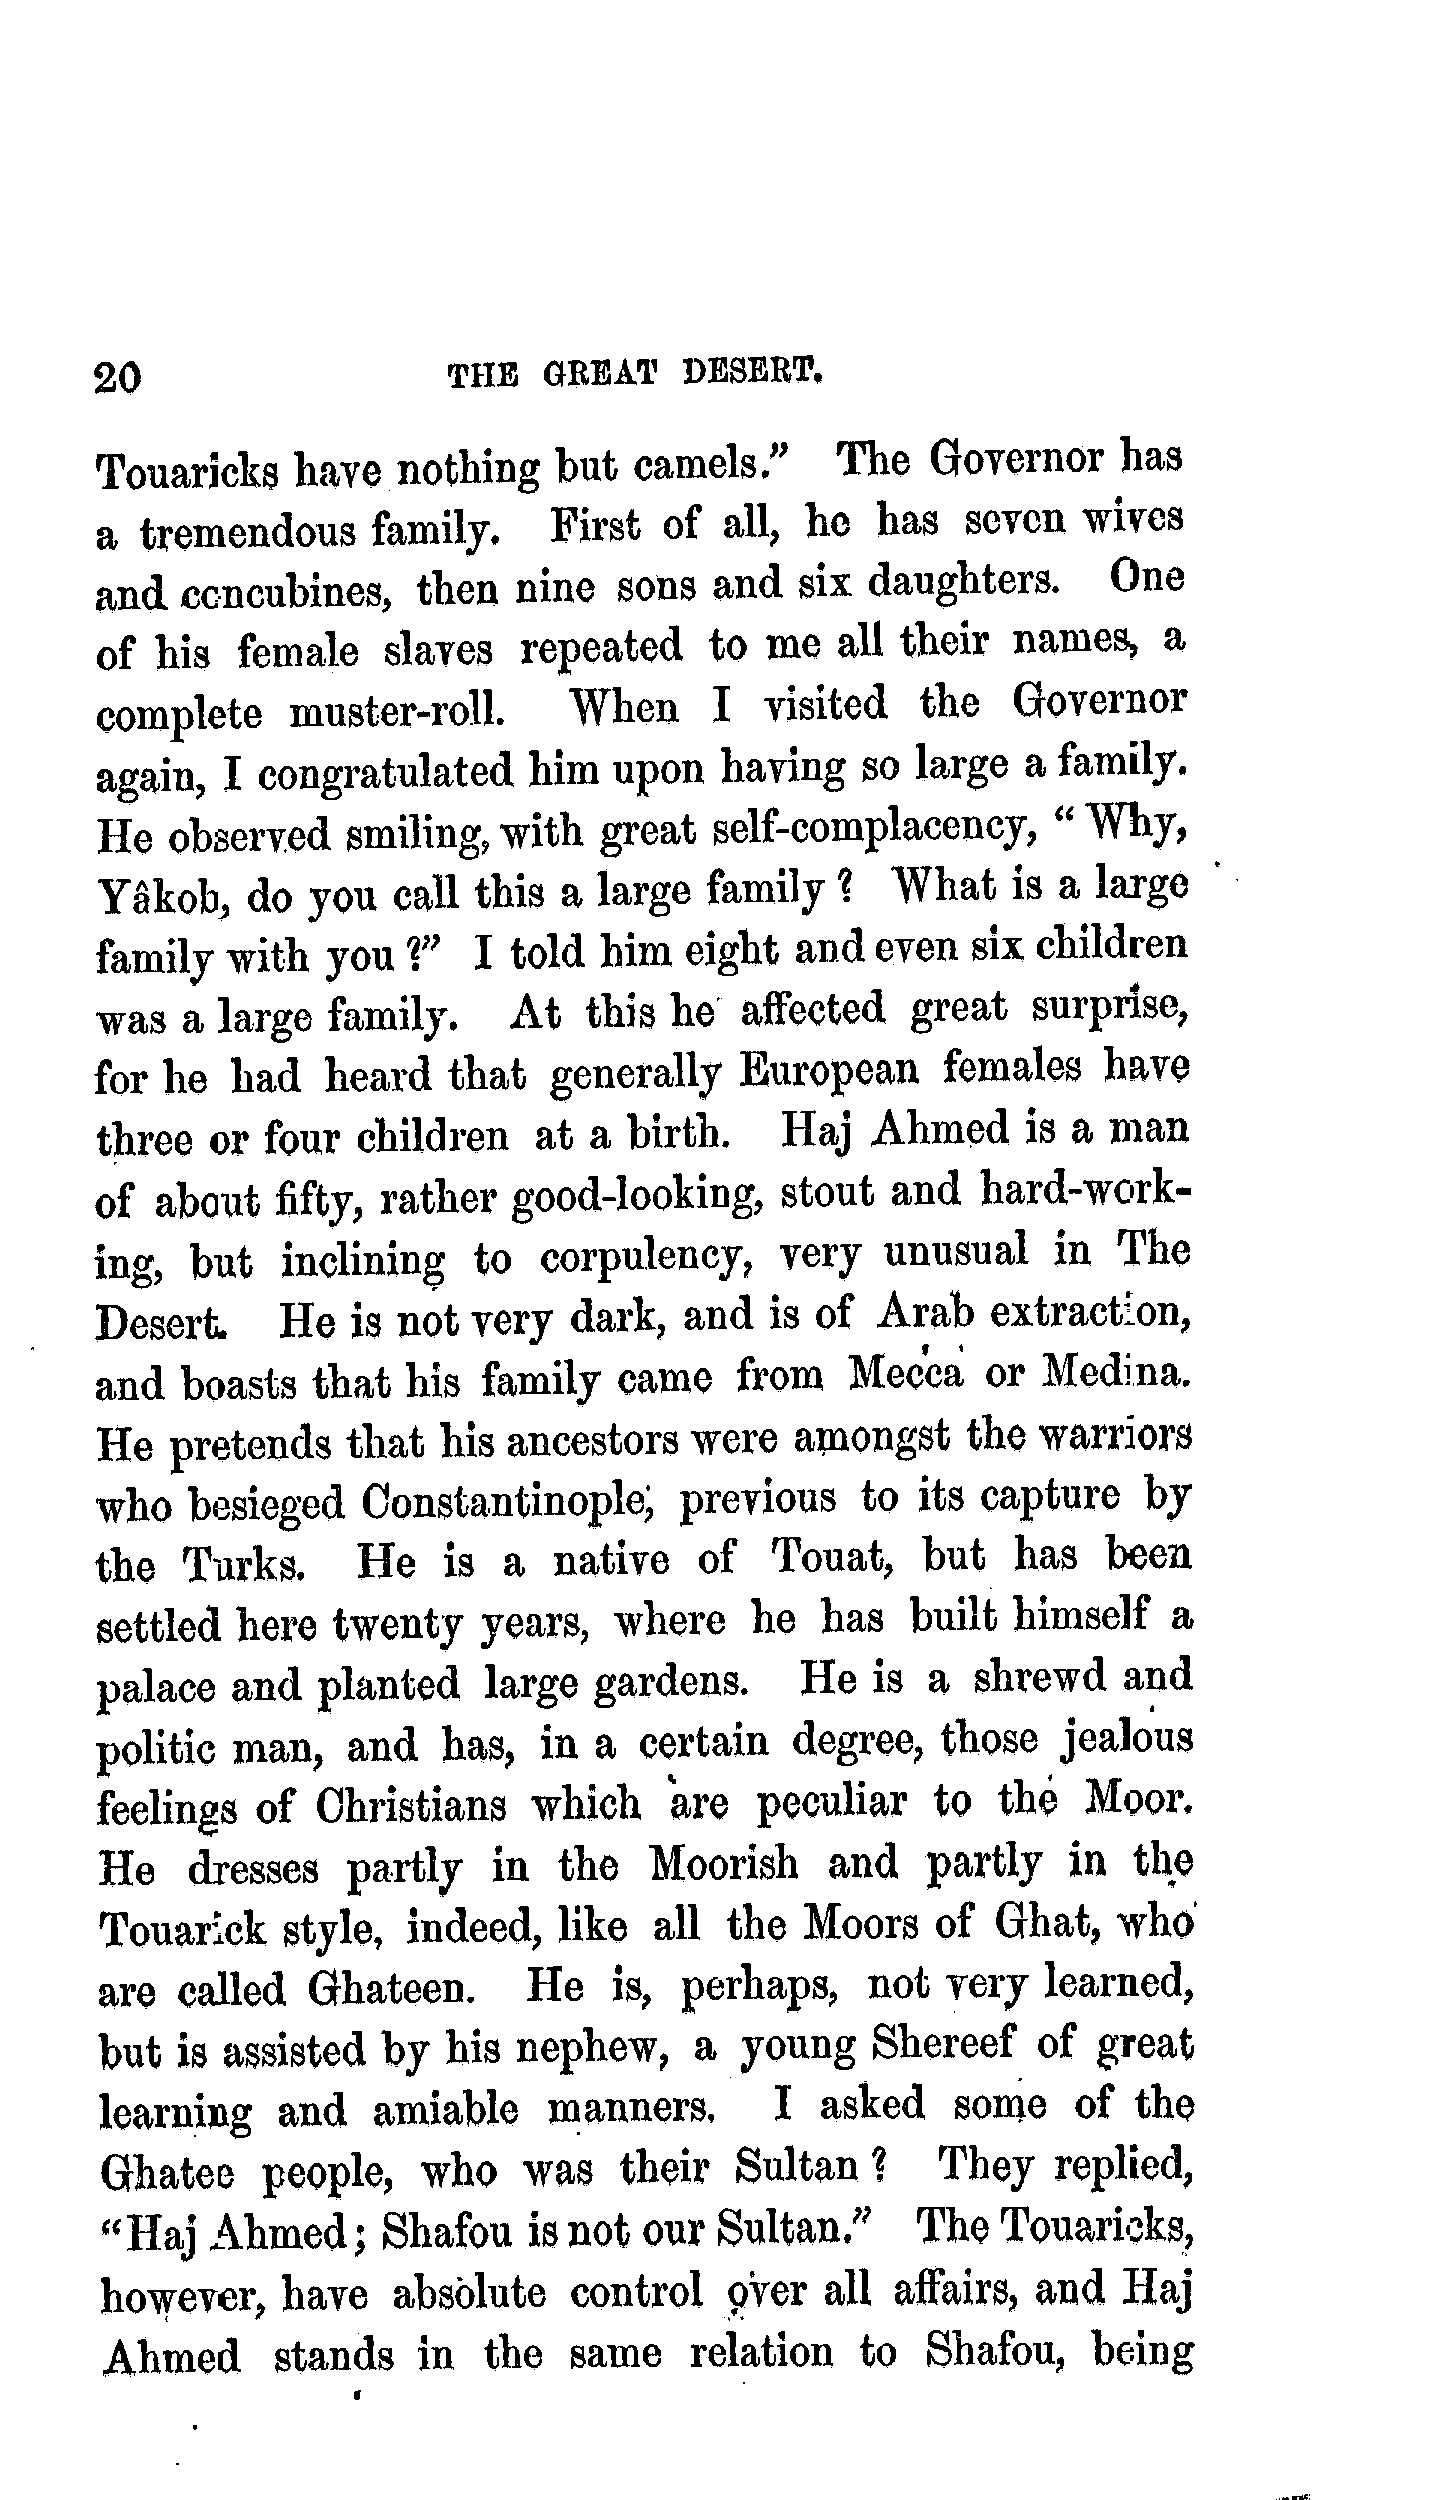 20 THE GREAT DESERT.
Touaricks have nothing but camels.” The Governor has
a tremendous family. First of all, he has seven wives
and concubines, then nine sons and six daughters. One
of his female slaves repeated to me all their names, a
complete muster-roll. When I visited the Governor
again, I congratulated him upon having so large a family.
He observed smiling, with great self-complacency, “ Why,
Yâkob, do you call this a large family ? What is a large
family with you ?” I told him eight and even six children
was a large family. At this he affected great surprise,
for he had heard that generally European females have
three or four children at a birth. Haj Ahmed is a man
of about fifty, rather good-looking, stout and hard-work-
ing, but inclining to corpulency, very unusual in The
Desert. He is not very dark, and is of Arab extraction,
and boasts that his family came from Mecca or Medina.
He pretends that his ancestors were amongst the warriors
who besieged Constantinople, previous to its capture by
the Turks. He is a native of Touat, but has been
settled here twenty years, where he has built himself a
palace and planted large gardens. He is a shrewd and
politic man, and has, in a certain degree, those jealous
feelings of Christians which are peculiar to the Moor.
He dresses partly in the Moorish and partly in the
Touarick style, indeed, like all the Moors of Ghat, who
are called Ghateen. He is, perhaps, not very learned,
but is assisted by his nephew, a young Shereef of great
learning and amiable manners. I asked some of the
Ghatee people, who was their Sultan ? They replied,
“Haj Ahmed ; Shafou is not our Sultan.” The Touaricks,
however, have absolute control over all affairs, and Haj
Ahmed stands in the same relation to Shafou, being